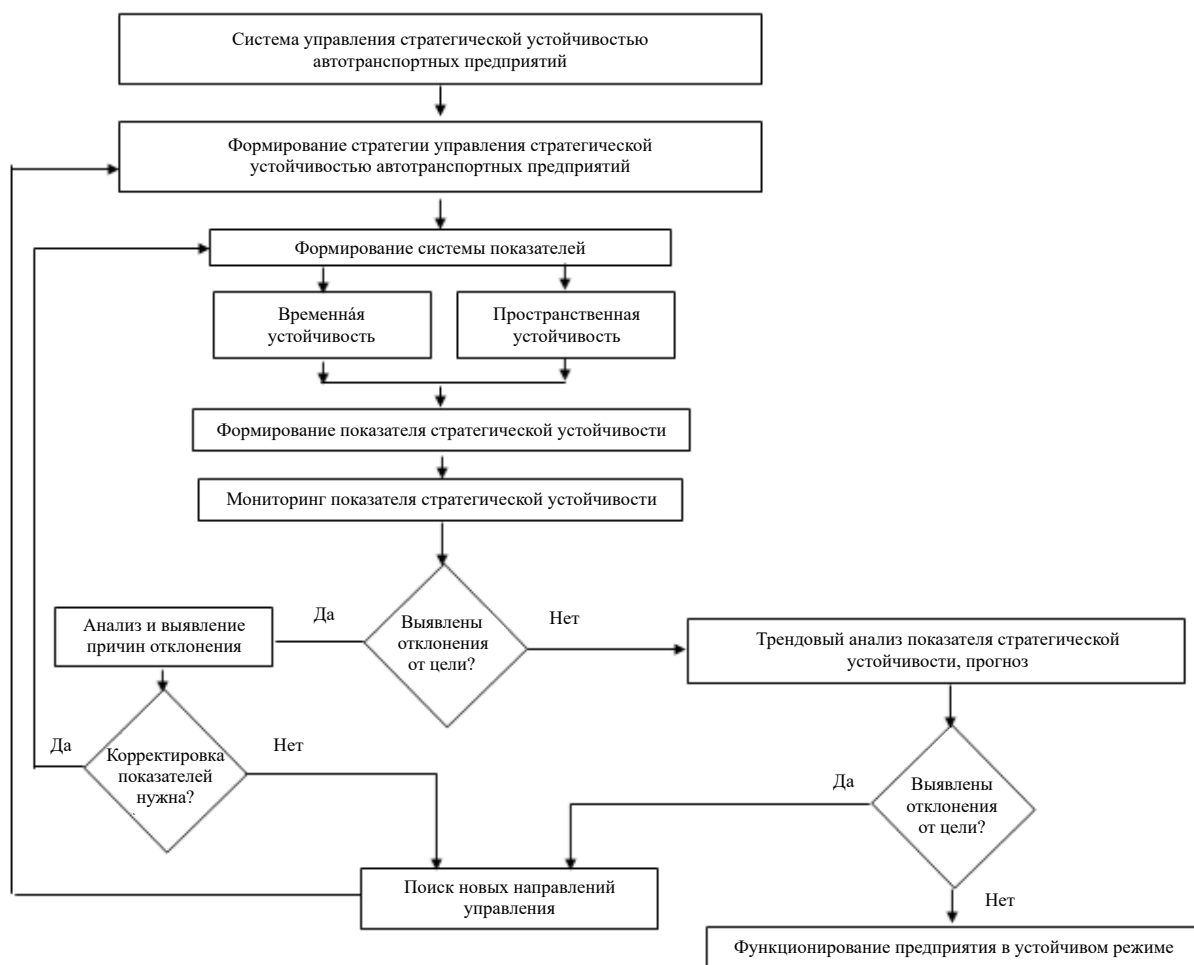 Система управления стратегической устойчивостью
автотранспортных предприятий
Формирование стратегии управления стратегической
устойчивостью автотранспортных предприятий
Формирование системы показателей
Временна́я
устойчивость
Пространственная
устойчивость
Формирование показателя стратегической устойчивости
Мониторинг показателя стратегической устойчивости
Да
Нет
Анализ и выявление
причин отклонения
Выявлены
отклонения
от цели?
Трендовый анализ показателя стратегической
устойчивости, прогноз
Да
Нет
Корректировка
показателей
нужна?
Да
Выявлены
отклонения
от цели?
Поиск новых направлений
управления
Нет
Функционирование предприятия в устойчивом режиме